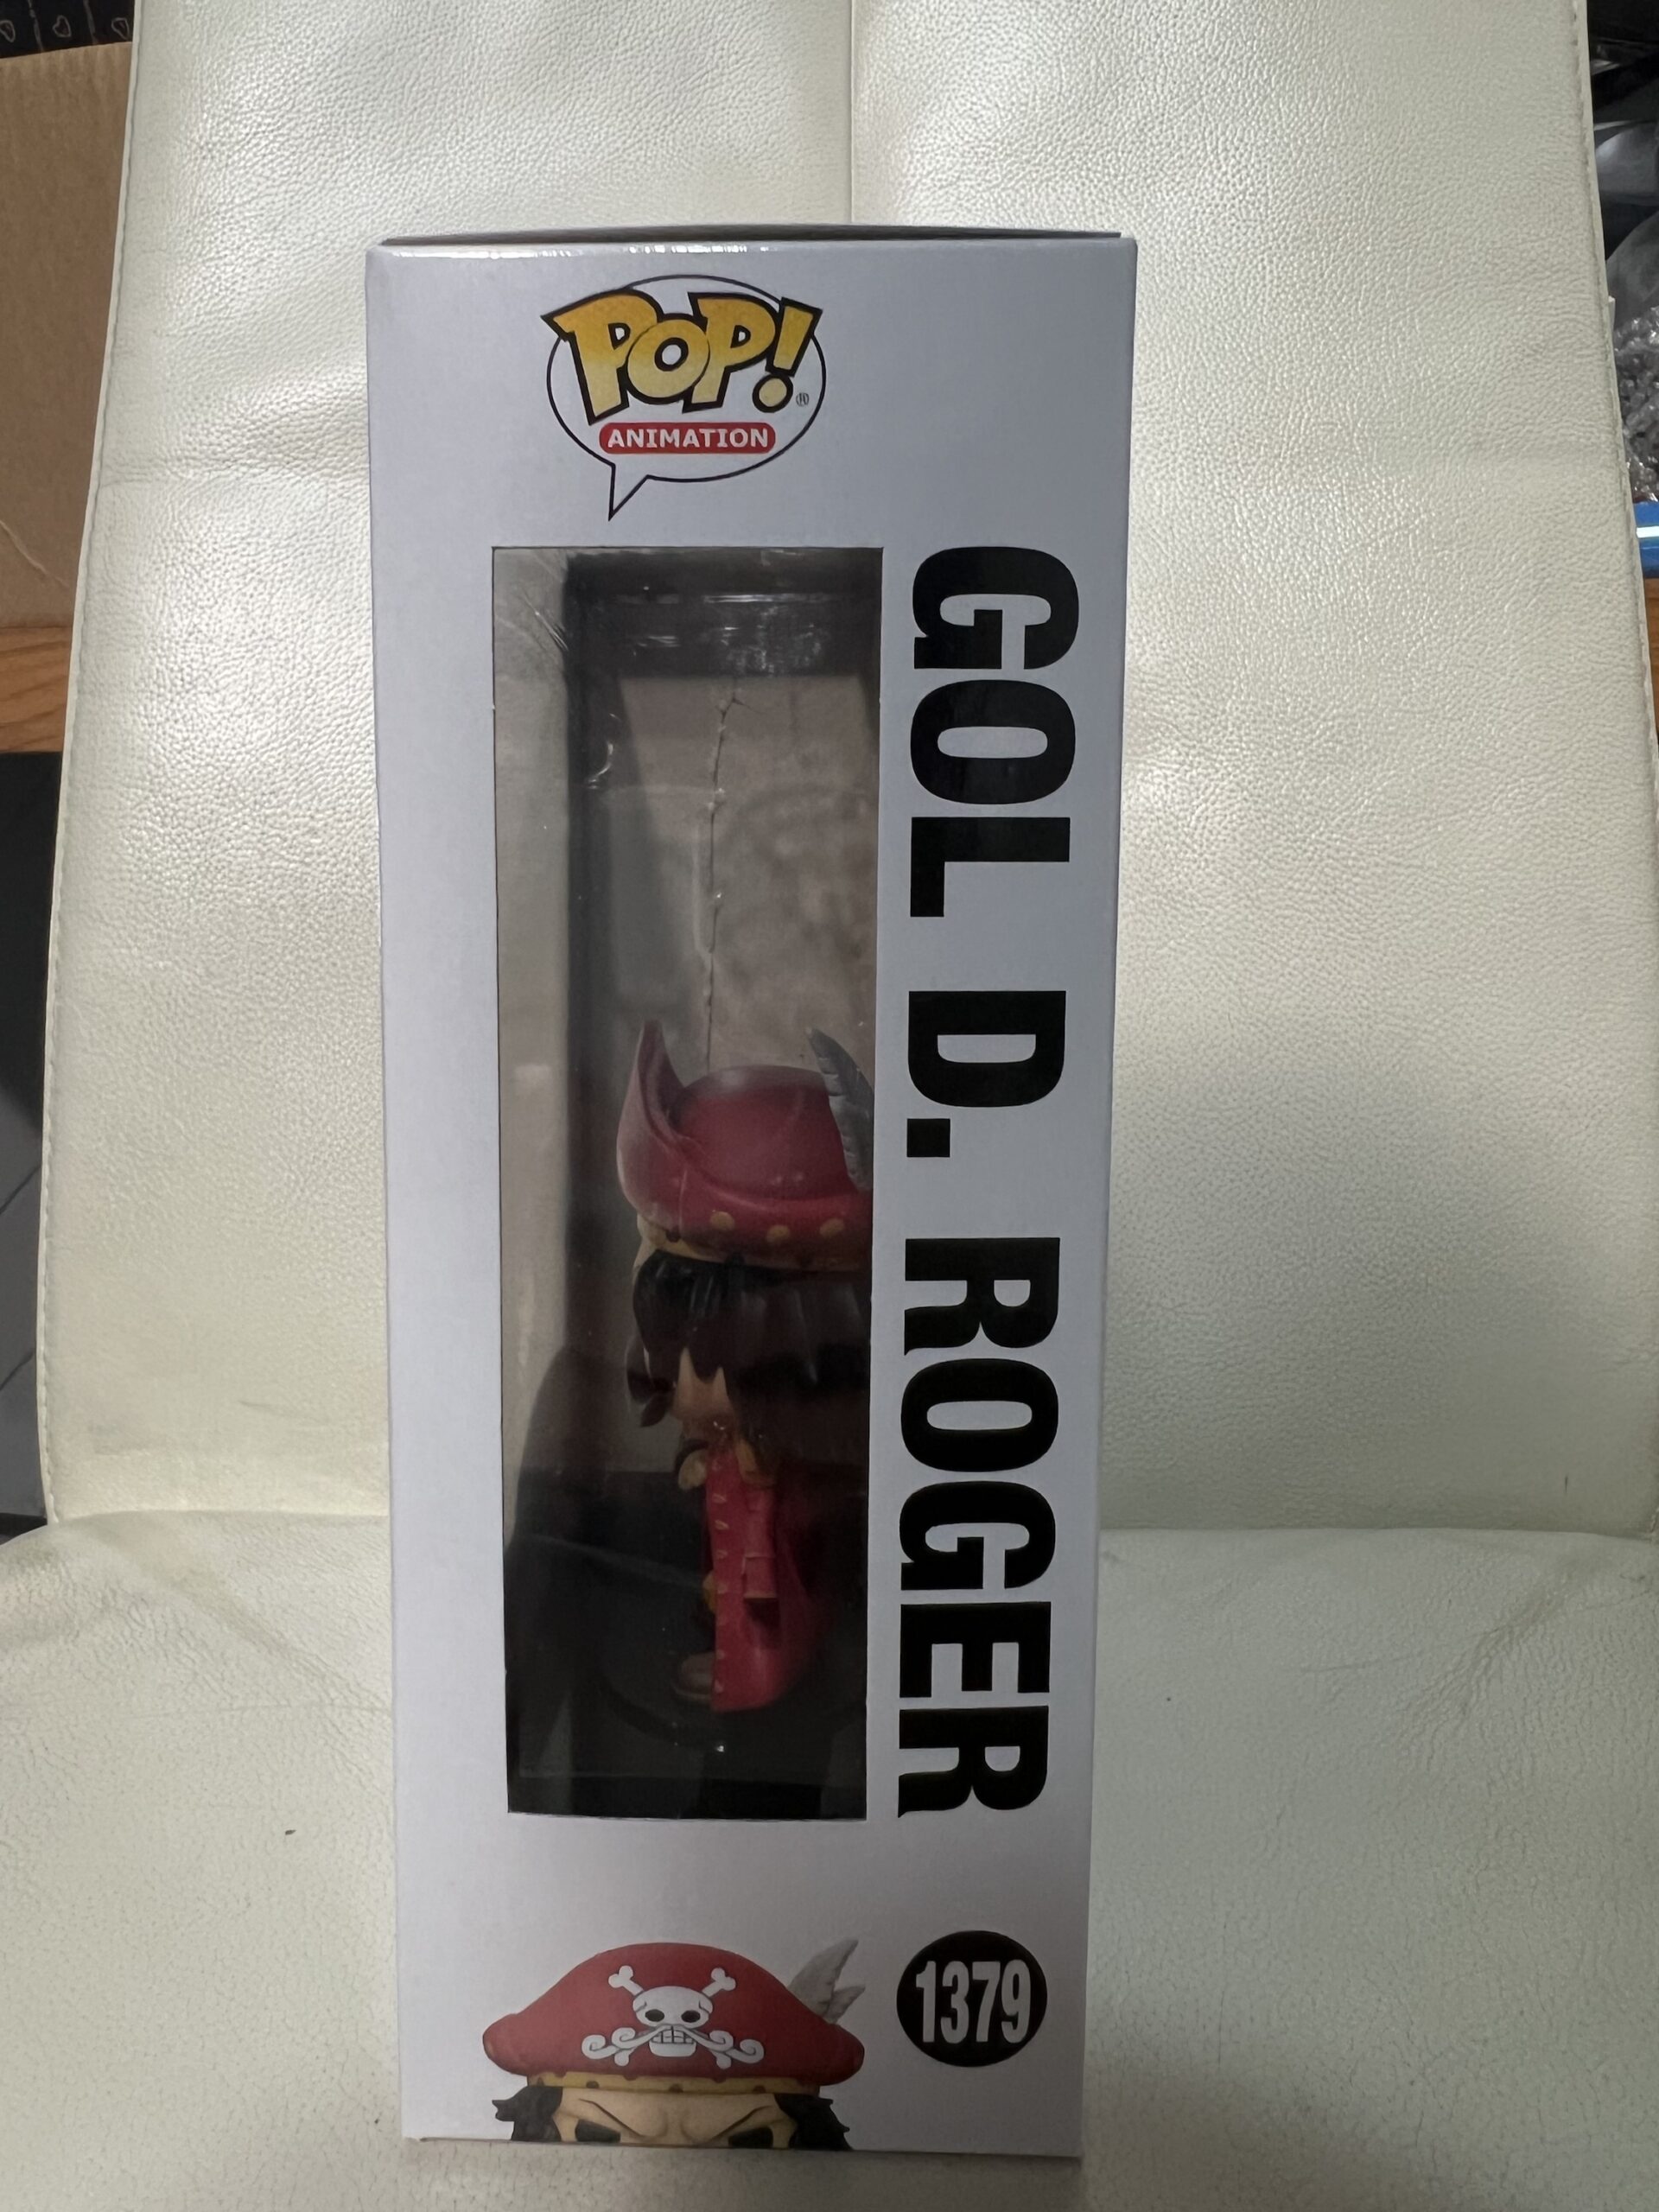 POP!®
ANIMATION
GOL D. ROGER
1379